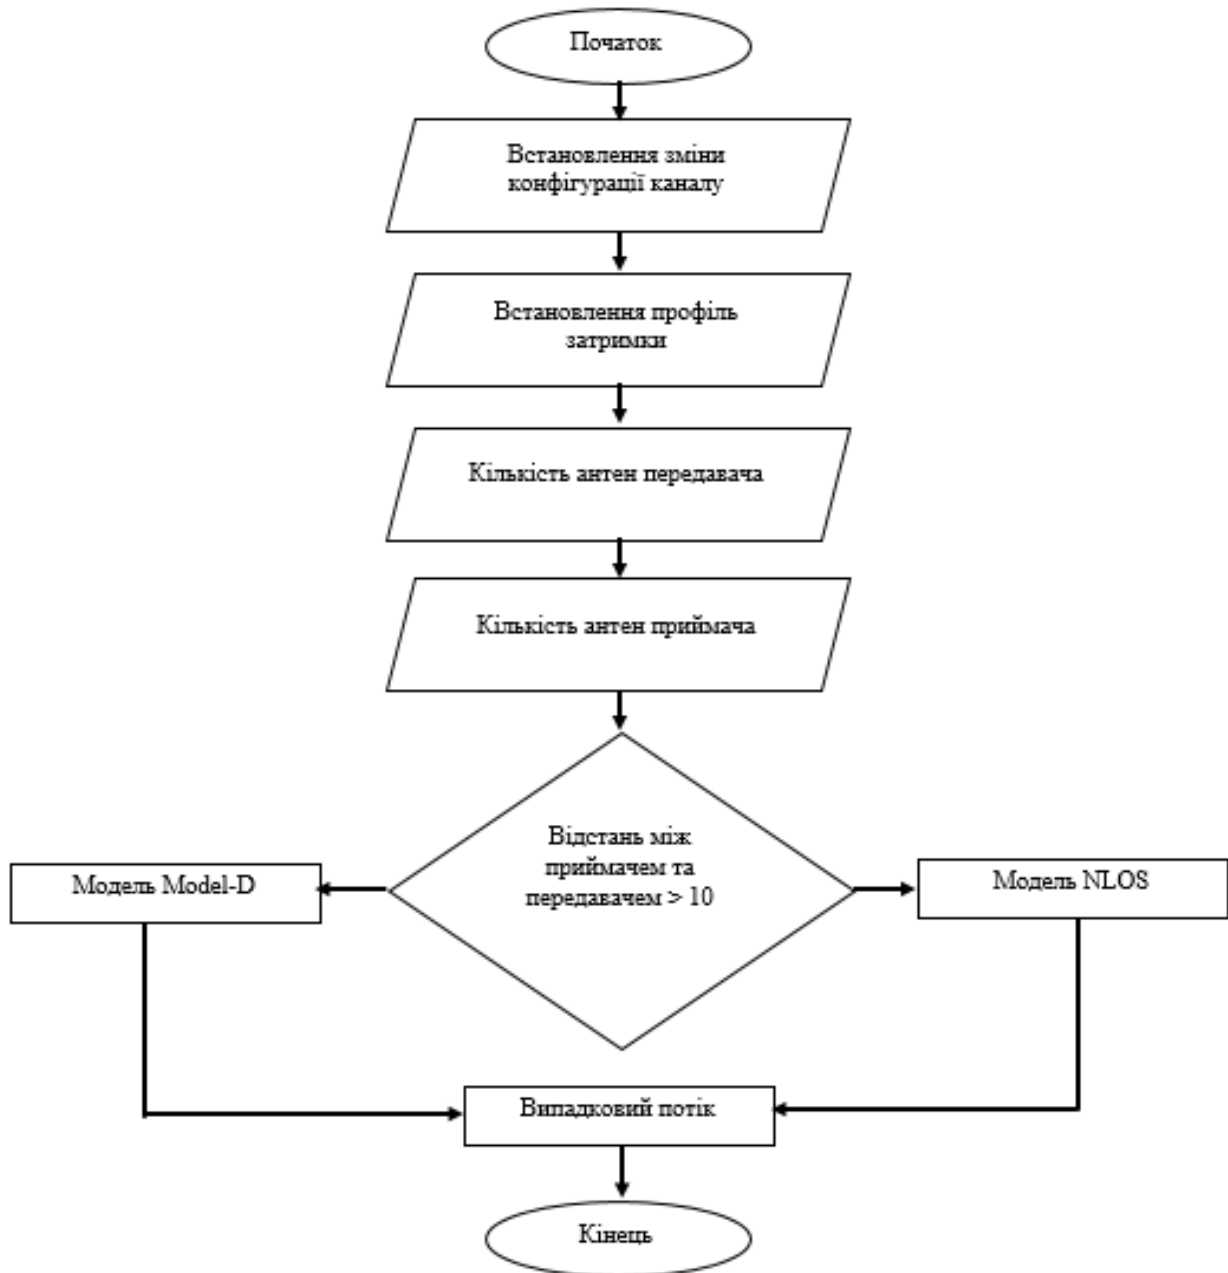 Початок
Встановлення зміни
конфігурації каналу
Встановлення профіль
затримки
Кількість антен передавача
Кількість антен приймача
Відстань між
приймачем та
передавачем > 10
Модель Model-D
Модель NLOS
Випадковий потік
Кінець